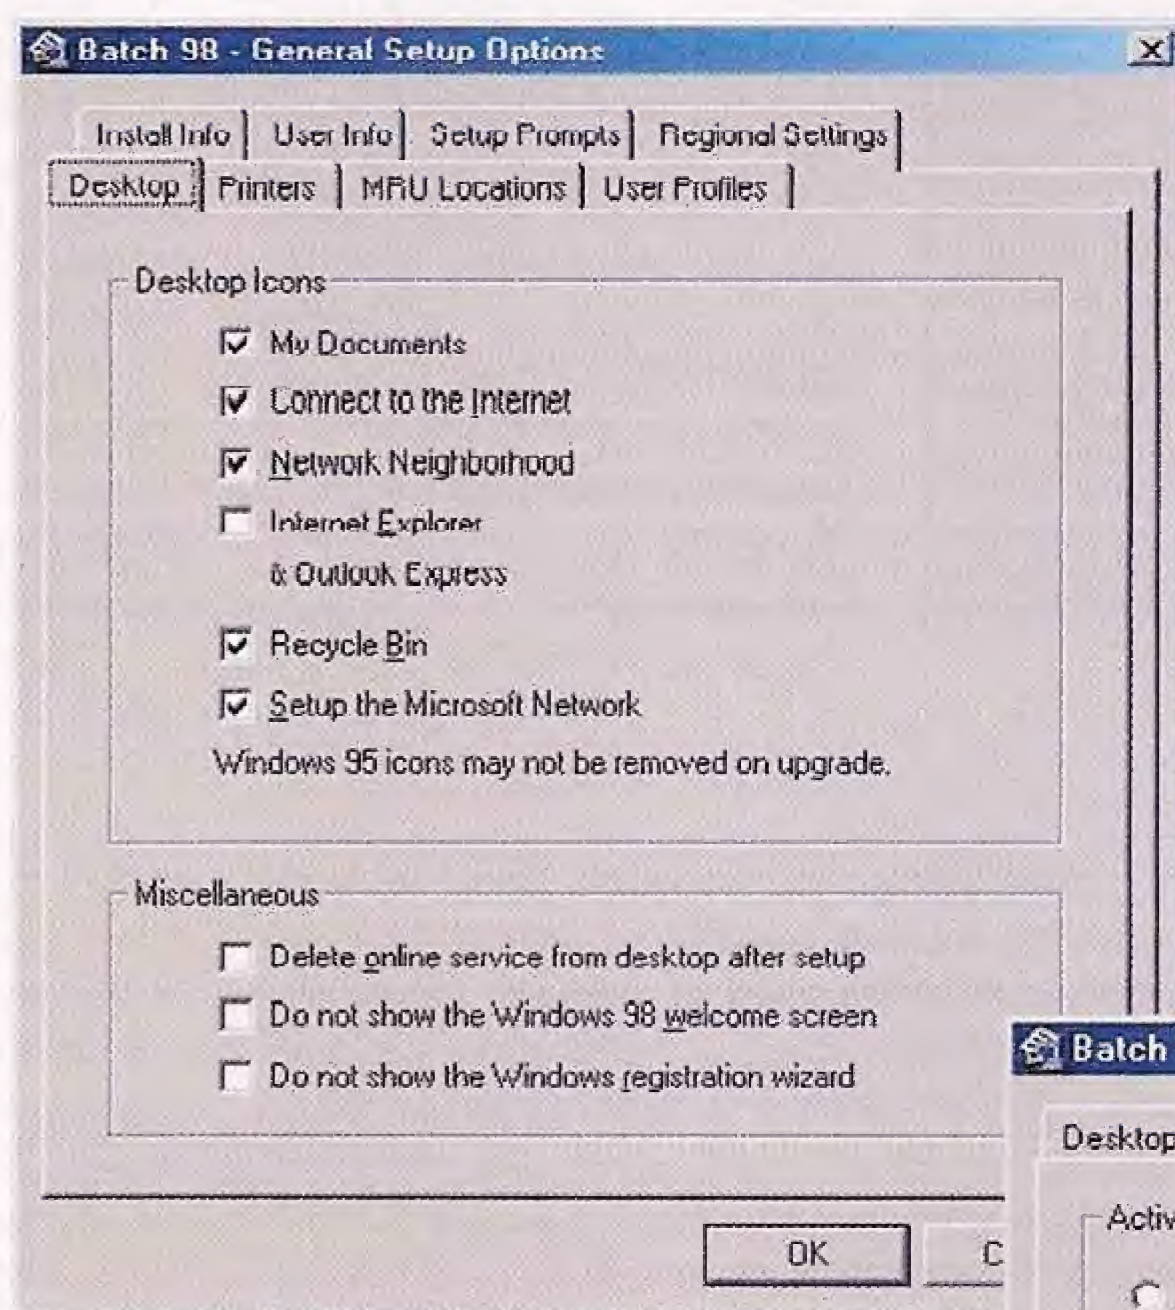 Batch 98 - General Setup Options
Install Info User Info Setup Prompts Regional Settings
Desktop Printers MRU Locations User Profiles
Desktop Icons
My Documents
Connect to the Internet
Network Neighborhood
Internet Explorer
& Outlook Express
Recycle Bin
Setup the Microsoft Network
Windows 95 icons may not be removed on upgrade.
Miscellaneous
Delete online service from desktop after setup
Do not show the Windows 98 welcome screen
Do not show the Windows registration wizard
OK C
Batch
Desktop
Activ